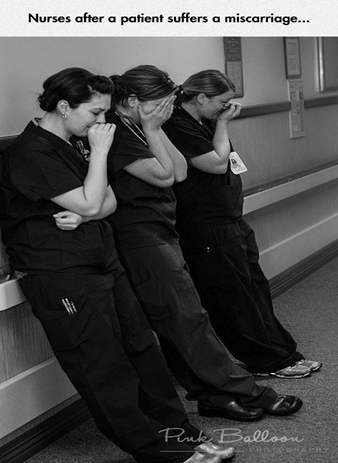 Nurses after a patient suffers a miscarriage...
Pink Balloon
PHOTOGRAPHY